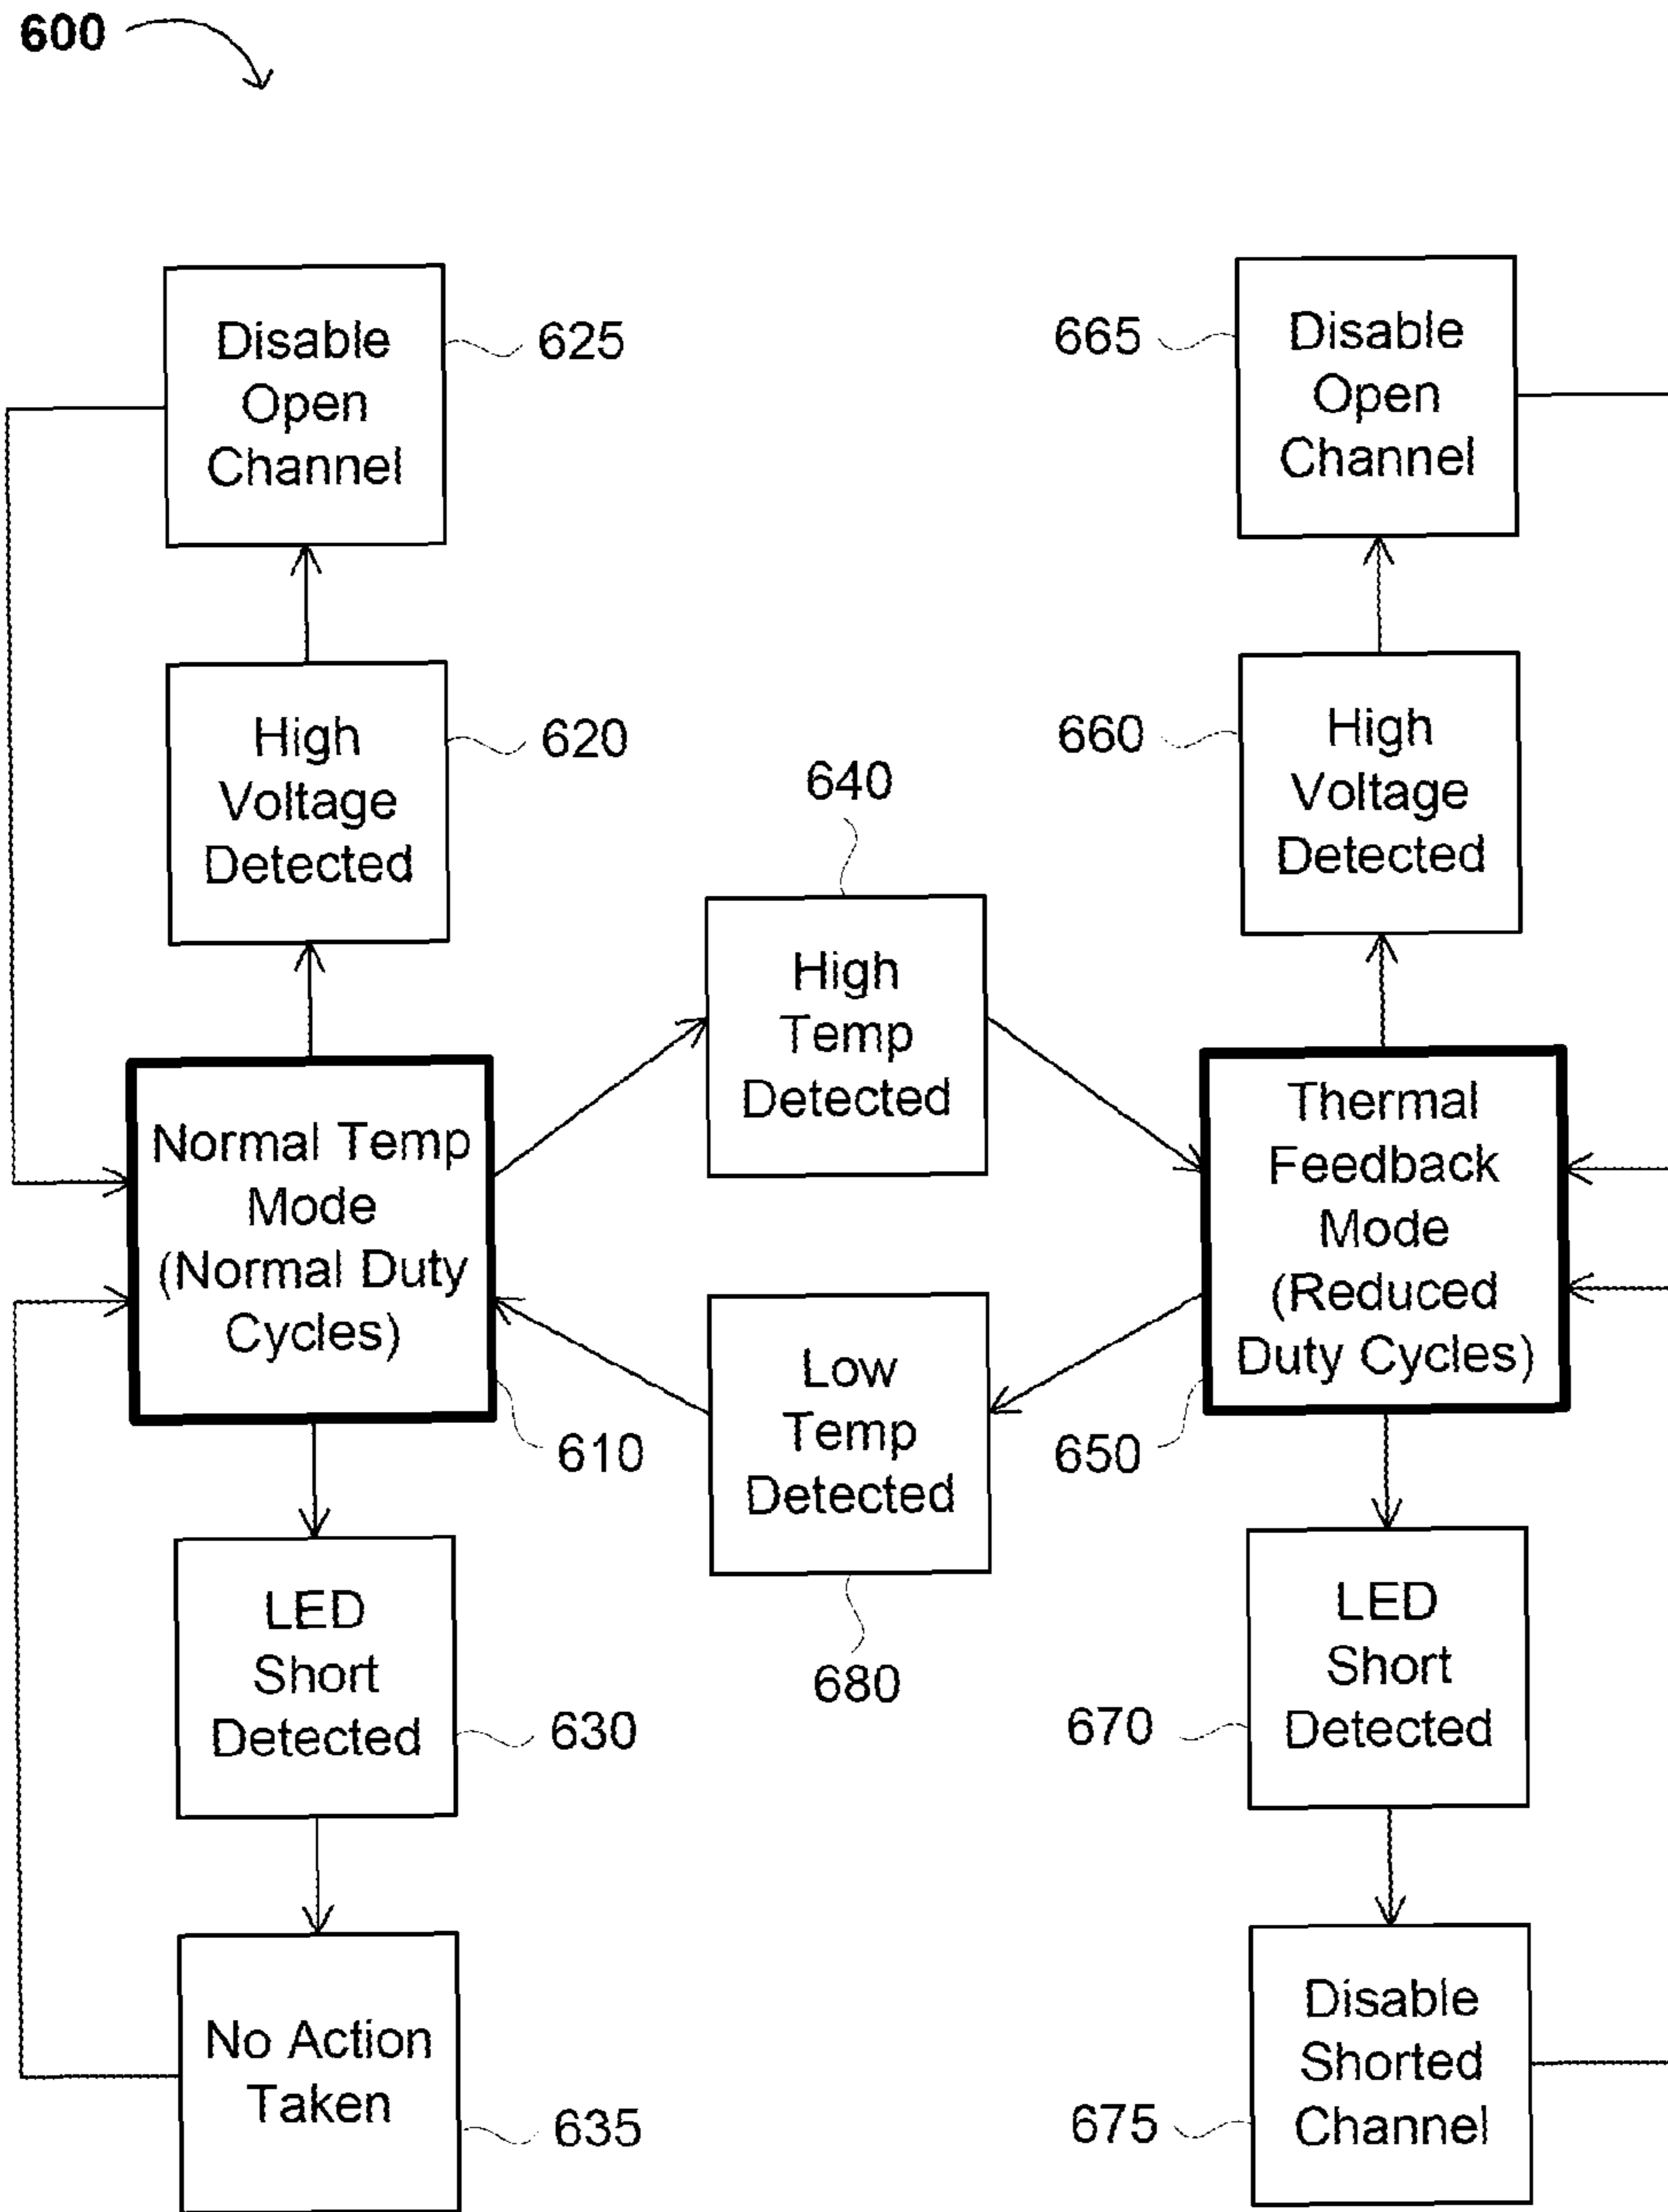 600
Disable
Open
Channel
625
665
Disable
Open
Channel
High
Voltage
Detected
620
660
High
Voltage
Detected
640
High
Temp
Detected
Normal Temp
Mode
(Normal Duty
Cycles)
610
Thermal
Feedback
Mode
(Reduced
Duty Cycles)
650
Low
Temp
Detected
680
LED
Short
Detected
630
670
LED
Short
Detected
No Action
Taken
635
675
Disable
Shorted
Channel